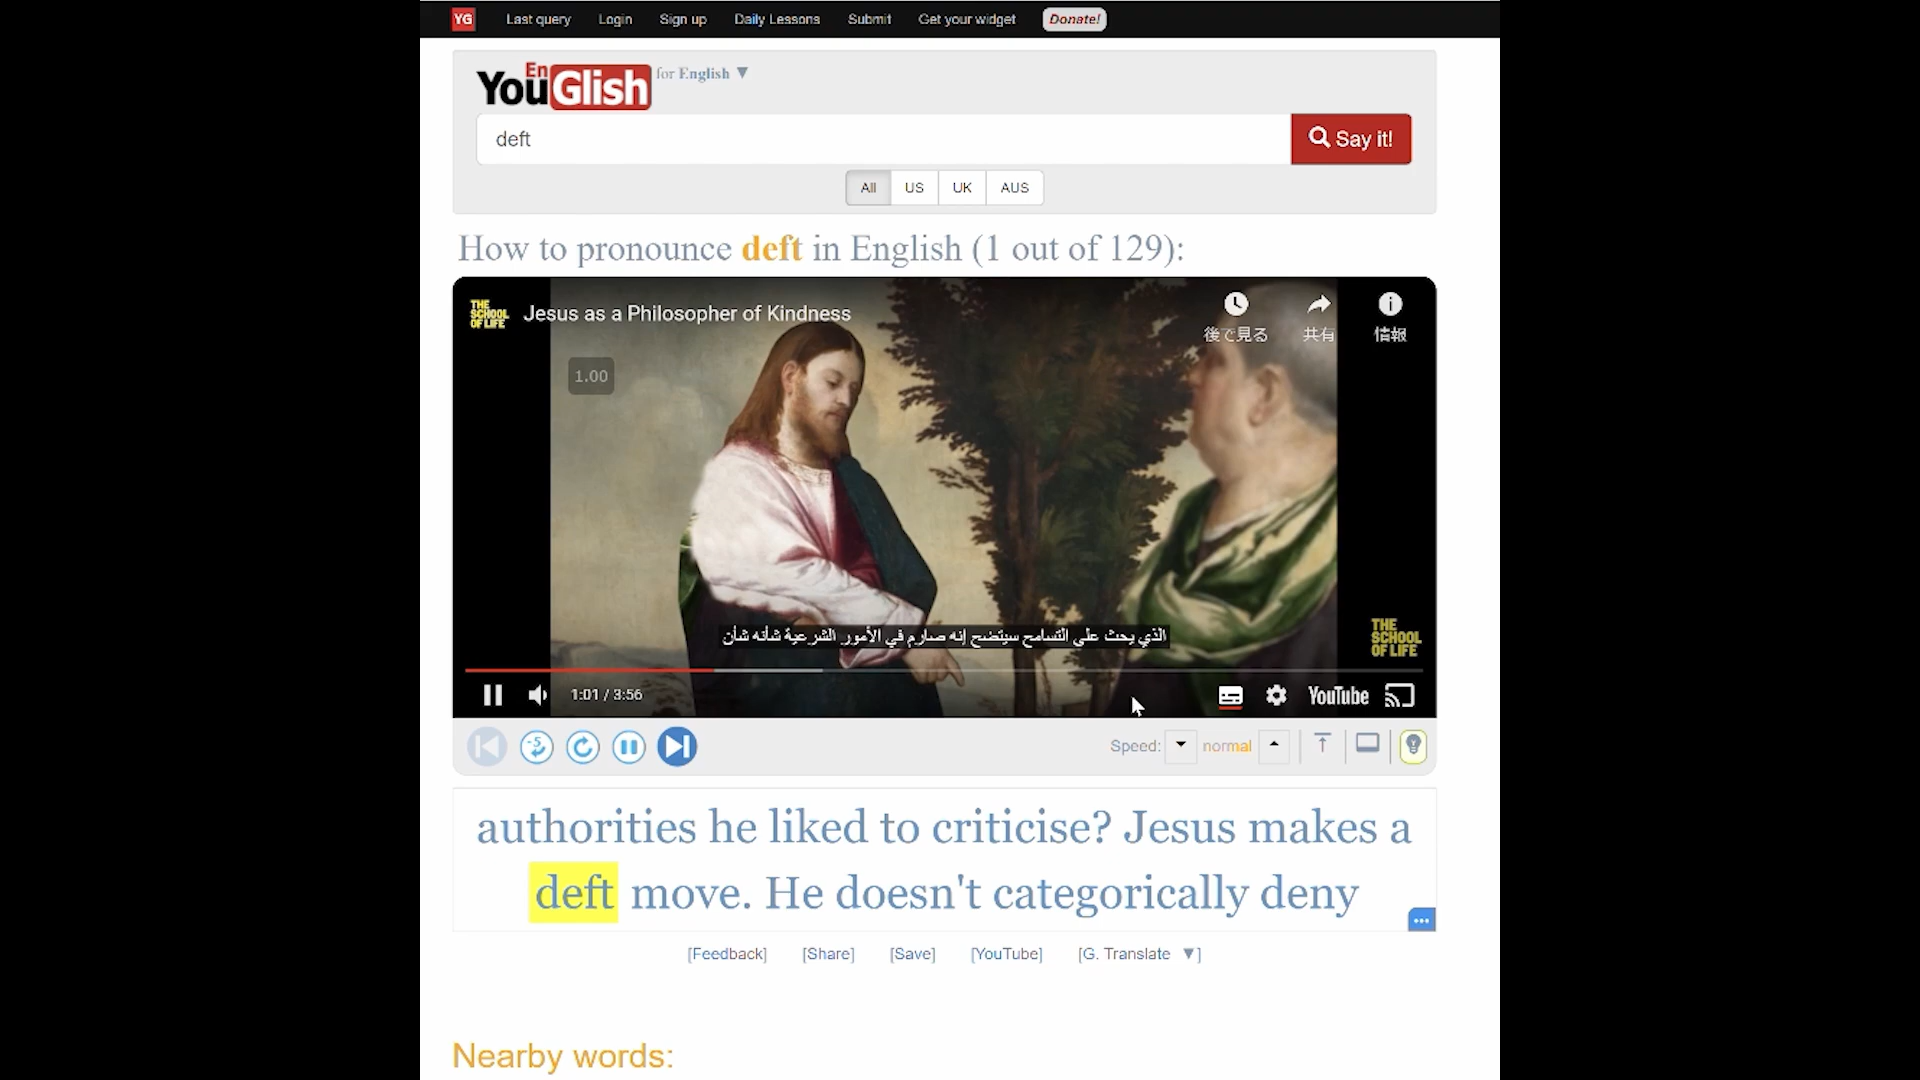 YG Last query Login Sign up Daily Lessons Submit Get your widget Donate!
YouGlish En for English ▼
deft
Say it!
All US UK AUS
How to pronounce deft in English (1 out of 129):
THE SCHOOL OF LIFE
Jesus as a Philosopher of Kindness
後で見る 共有 情報
1.00
الذي يحث على التسامح سيتضح إنه صارم في الأمور الشرعية شأنه شأن
THE
SCHOOL
OF LIFE
1:01 / 3:56
YouTube
-5
Speed: normal
authorities he liked to criticise? Jesus makes a
deft move. He doesn't categorically deny
[Feedback] [Share] [Save] [YouTube] [G. Translate ▼]
Nearby words: